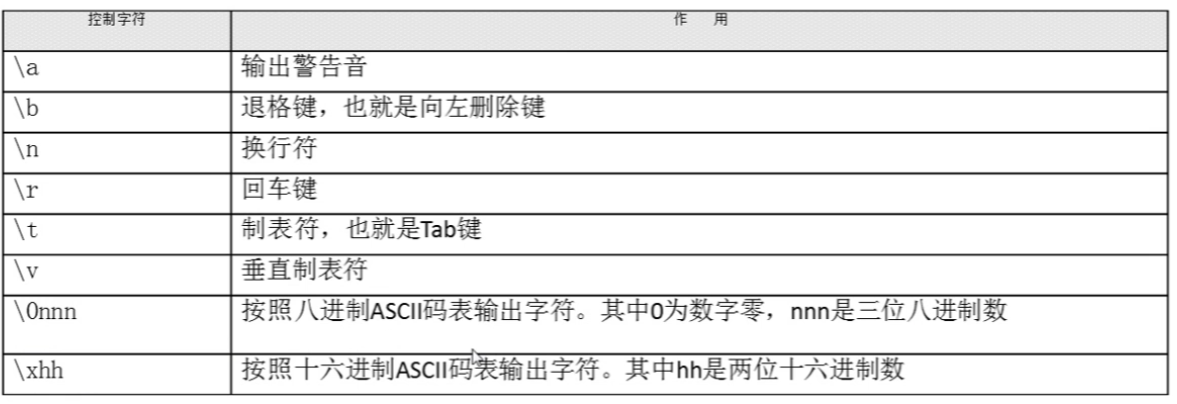 控制字符 作 用
\a 输出警告音
\b 退格键，也就是向左删除键
\n 换行符
\r 回车键
\t 制表符，也就是Tab键
\v 垂直制表符
\0nnn 按照八进制ASCII码表输出字符。其中0为数字零，nnn是三位八进制数
\xhh 按照十六进制ASCII码表输出字符。其中hh是两位十六进制数